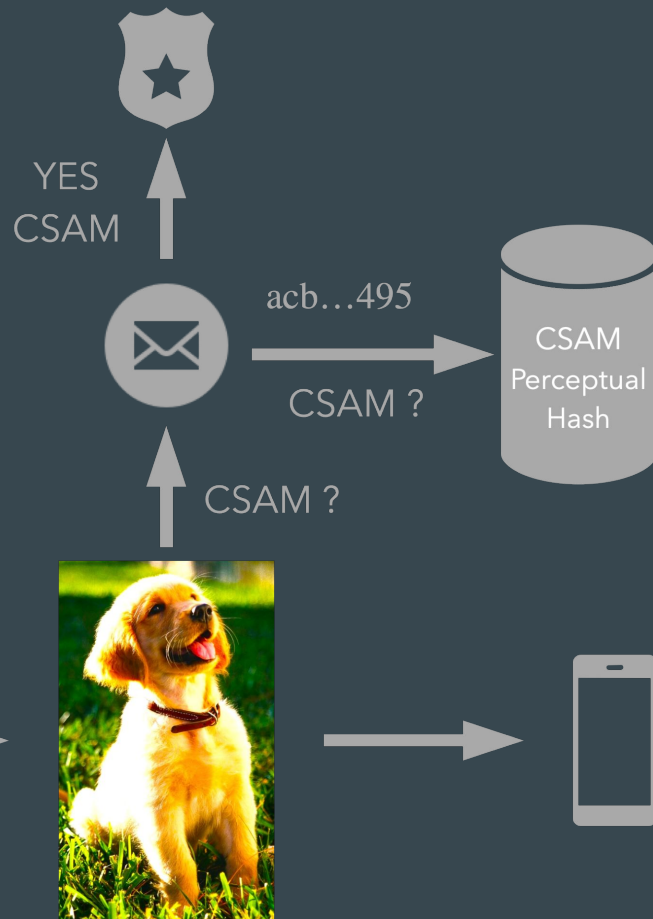 YES
CSAM
acb…495
CSAM ?
CSAM
Perceptual
Hash
CSAM ?